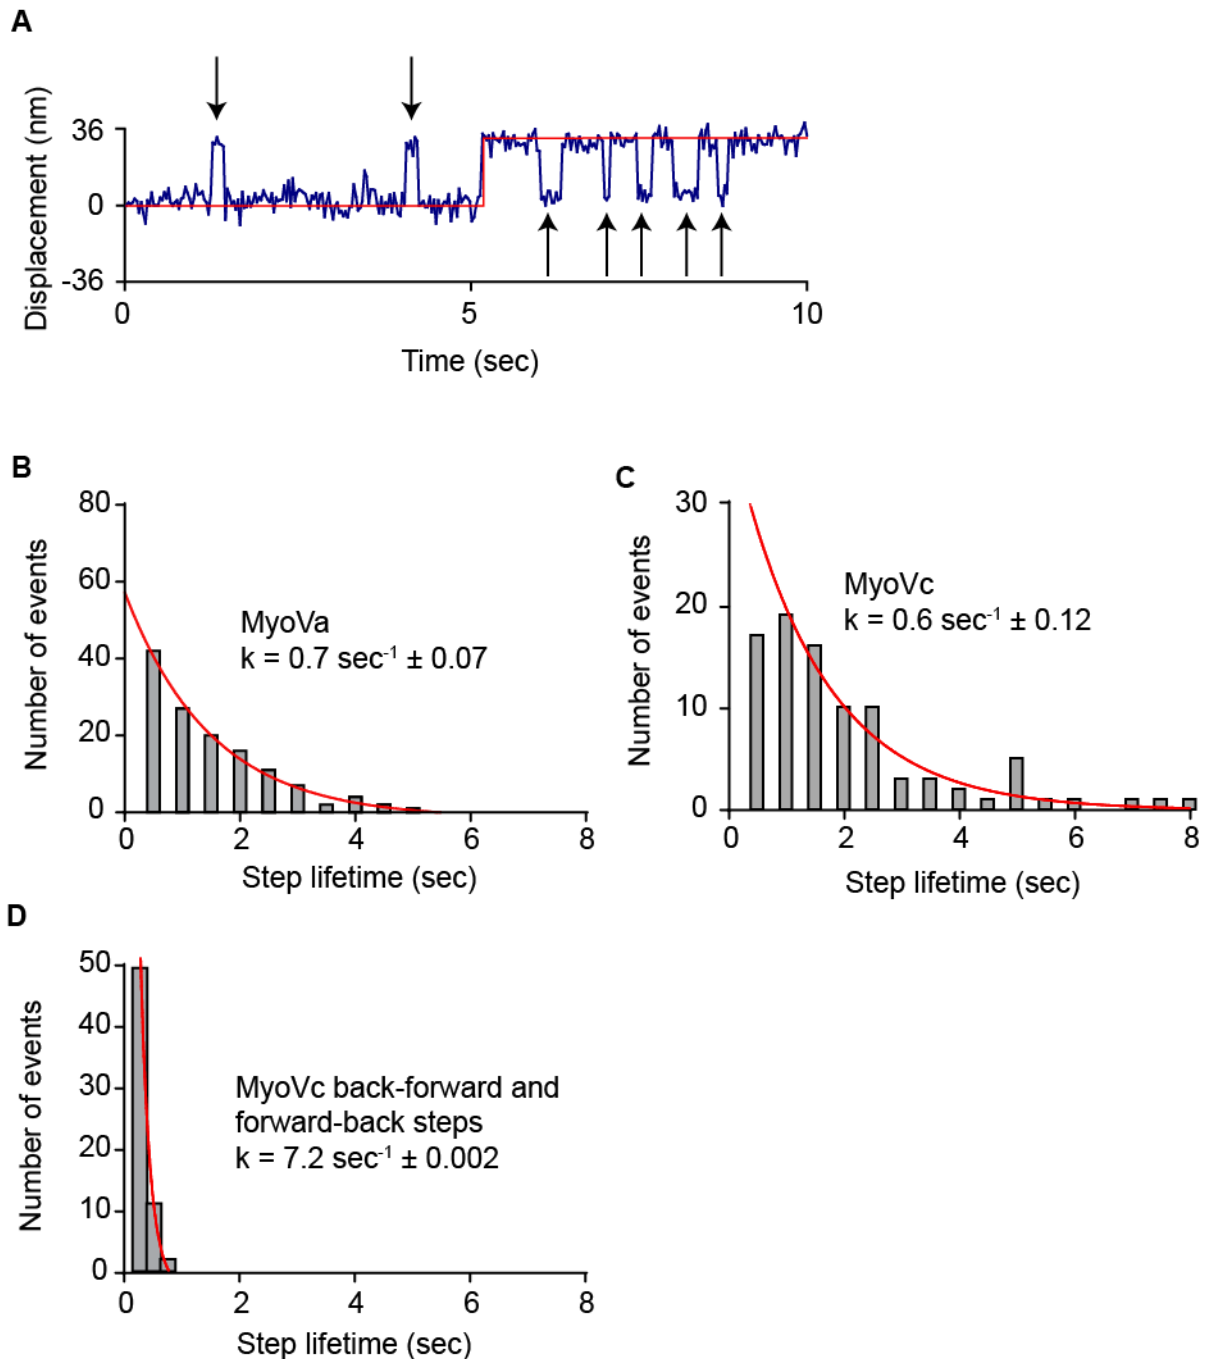 A
Displacement (nm)
36
0
-36
0
5
10
Time (sec)
B
Number of events
80
60
40
20
0
MyoVa
k = 0.7 sec⁻¹ ± 0.07
0
2
4
6
8
Step lifetime (sec)
C
Number of events
30
20
10
0
MyoVc
k = 0.6 sec⁻¹ ± 0.12
0
2
4
6
8
Step lifetime (sec)
D
Number of events
50
40
30
20
10
0
MyoVc back-forward and
forward-back steps
k = 7.2 sec⁻¹ ± 0.002
0
2
4
6
8
Step lifetime (sec)